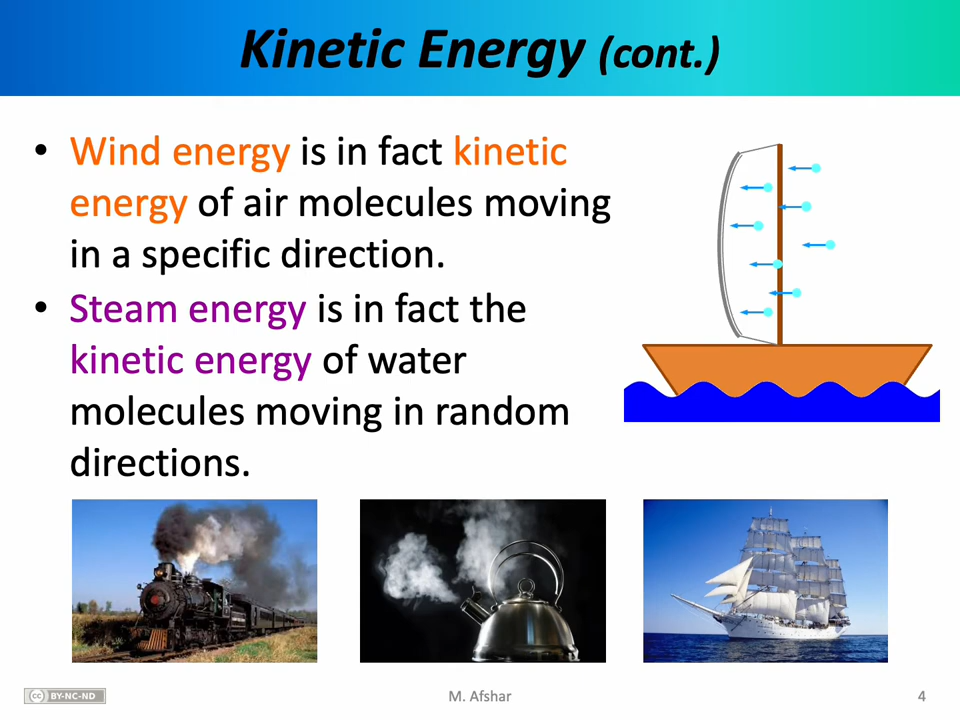 Kinetic Energy (cont.)
• Wind energy is in fact kinetic
energy of air molecules moving
in a specific direction.
• Steam energy is in fact the
kinetic energy of water
molecules moving in random
directions.
cc BY-NC-ND
M. Afshar
4